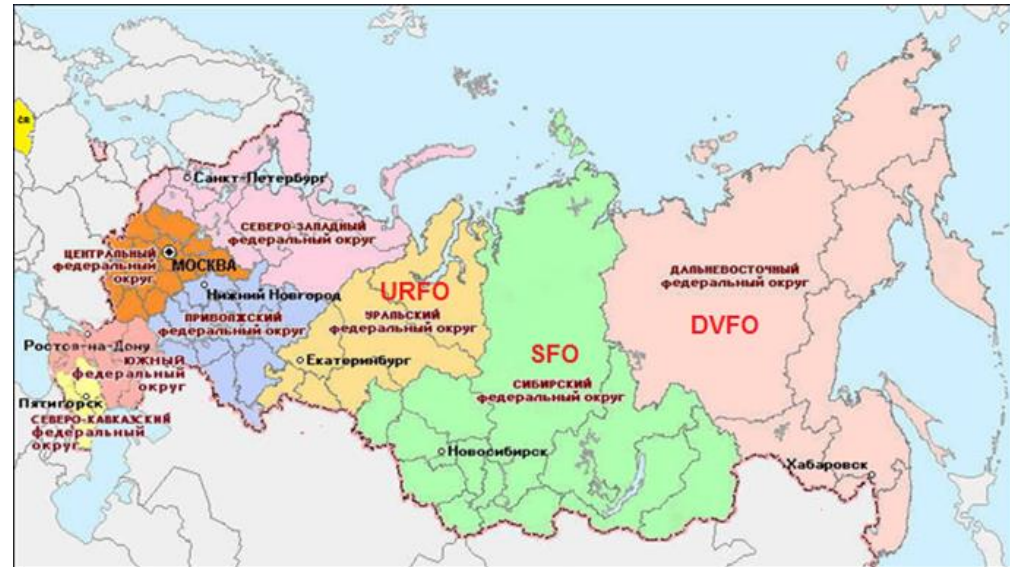 ČR
Санкт-Петербург
СЕВЕРО-ЗАПАДНЫЙ
федеральный округ
ЦЕНТРАЛЬНЫЙ
федеральный
округ
МОСКВА
Нижний Новгород
ПРИВОЛЖСКИЙ
федеральный округ
URFO
УРАЛЬСКИЙ
федеральный округ
Екатеринбург
Ростов-на-Дону
ЮЖНЫЙ
федеральный
округ
Пятигорск
СЕВЕРО-КАВКАЗСКИЙ
федеральный
округ
SFO
СИБИРСКИЙ
федеральный округ
Новосибирск
ДАЛЬНЕВОСТОЧНЫЙ
федеральный округ
DVFO
Хабаровск